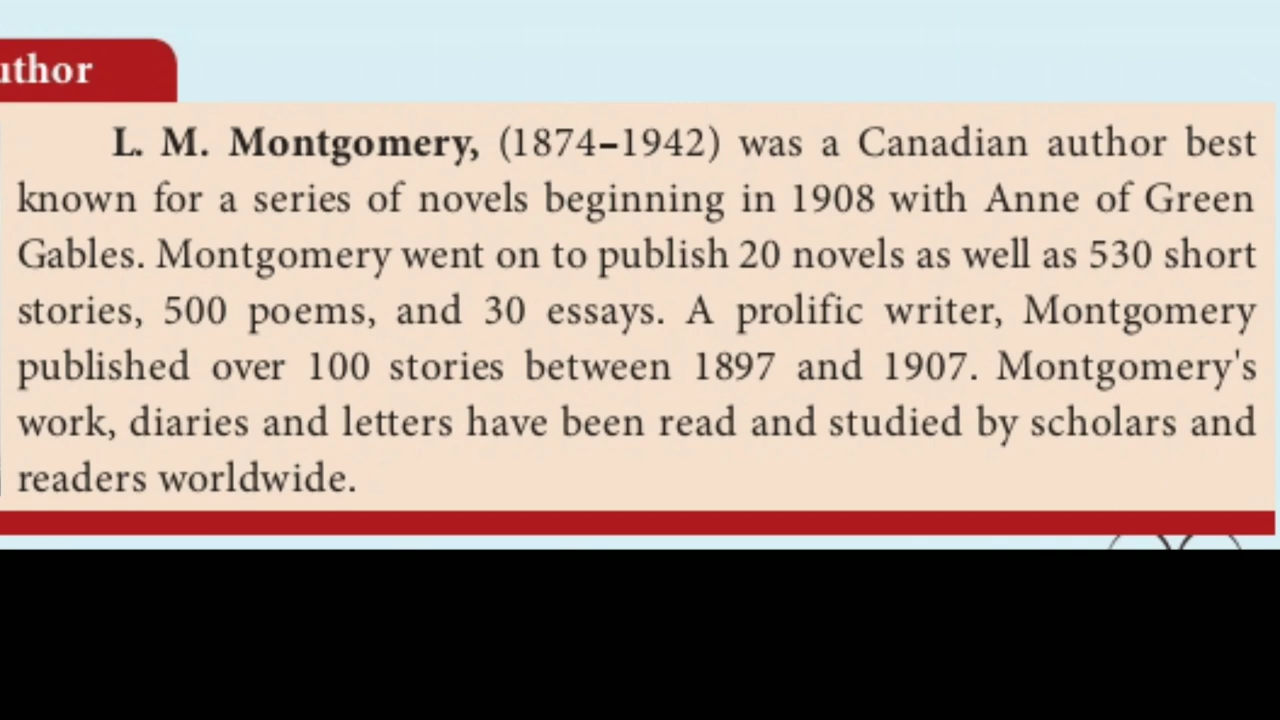 uthor
L. M. Montgomery, (1874–1942) was a Canadian author best
known for a series of novels beginning in 1908 with Anne of Green
Gables. Montgomery went on to publish 20 novels as well as 530 short
stories, 500 poems, and 30 essays. A prolific writer, Montgomery
published over 100 stories between 1897 and 1907. Montgomery's
work, diaries and letters have been read and studied by scholars and
readers worldwide.